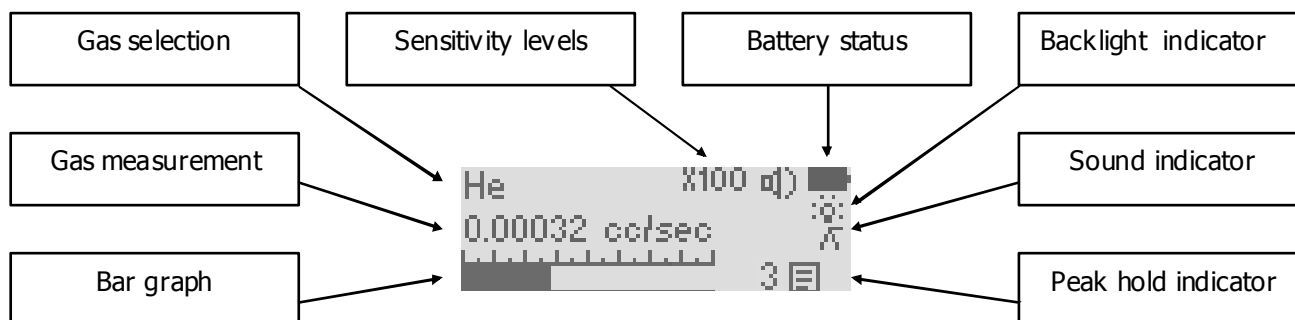 Gas selection
Sensitivity levels
Battery status
Backlight indicator
Gas measurement
Sound indicator
He
X100
0.00032 cc/sec
Bar graph
3
Peak hold indicator